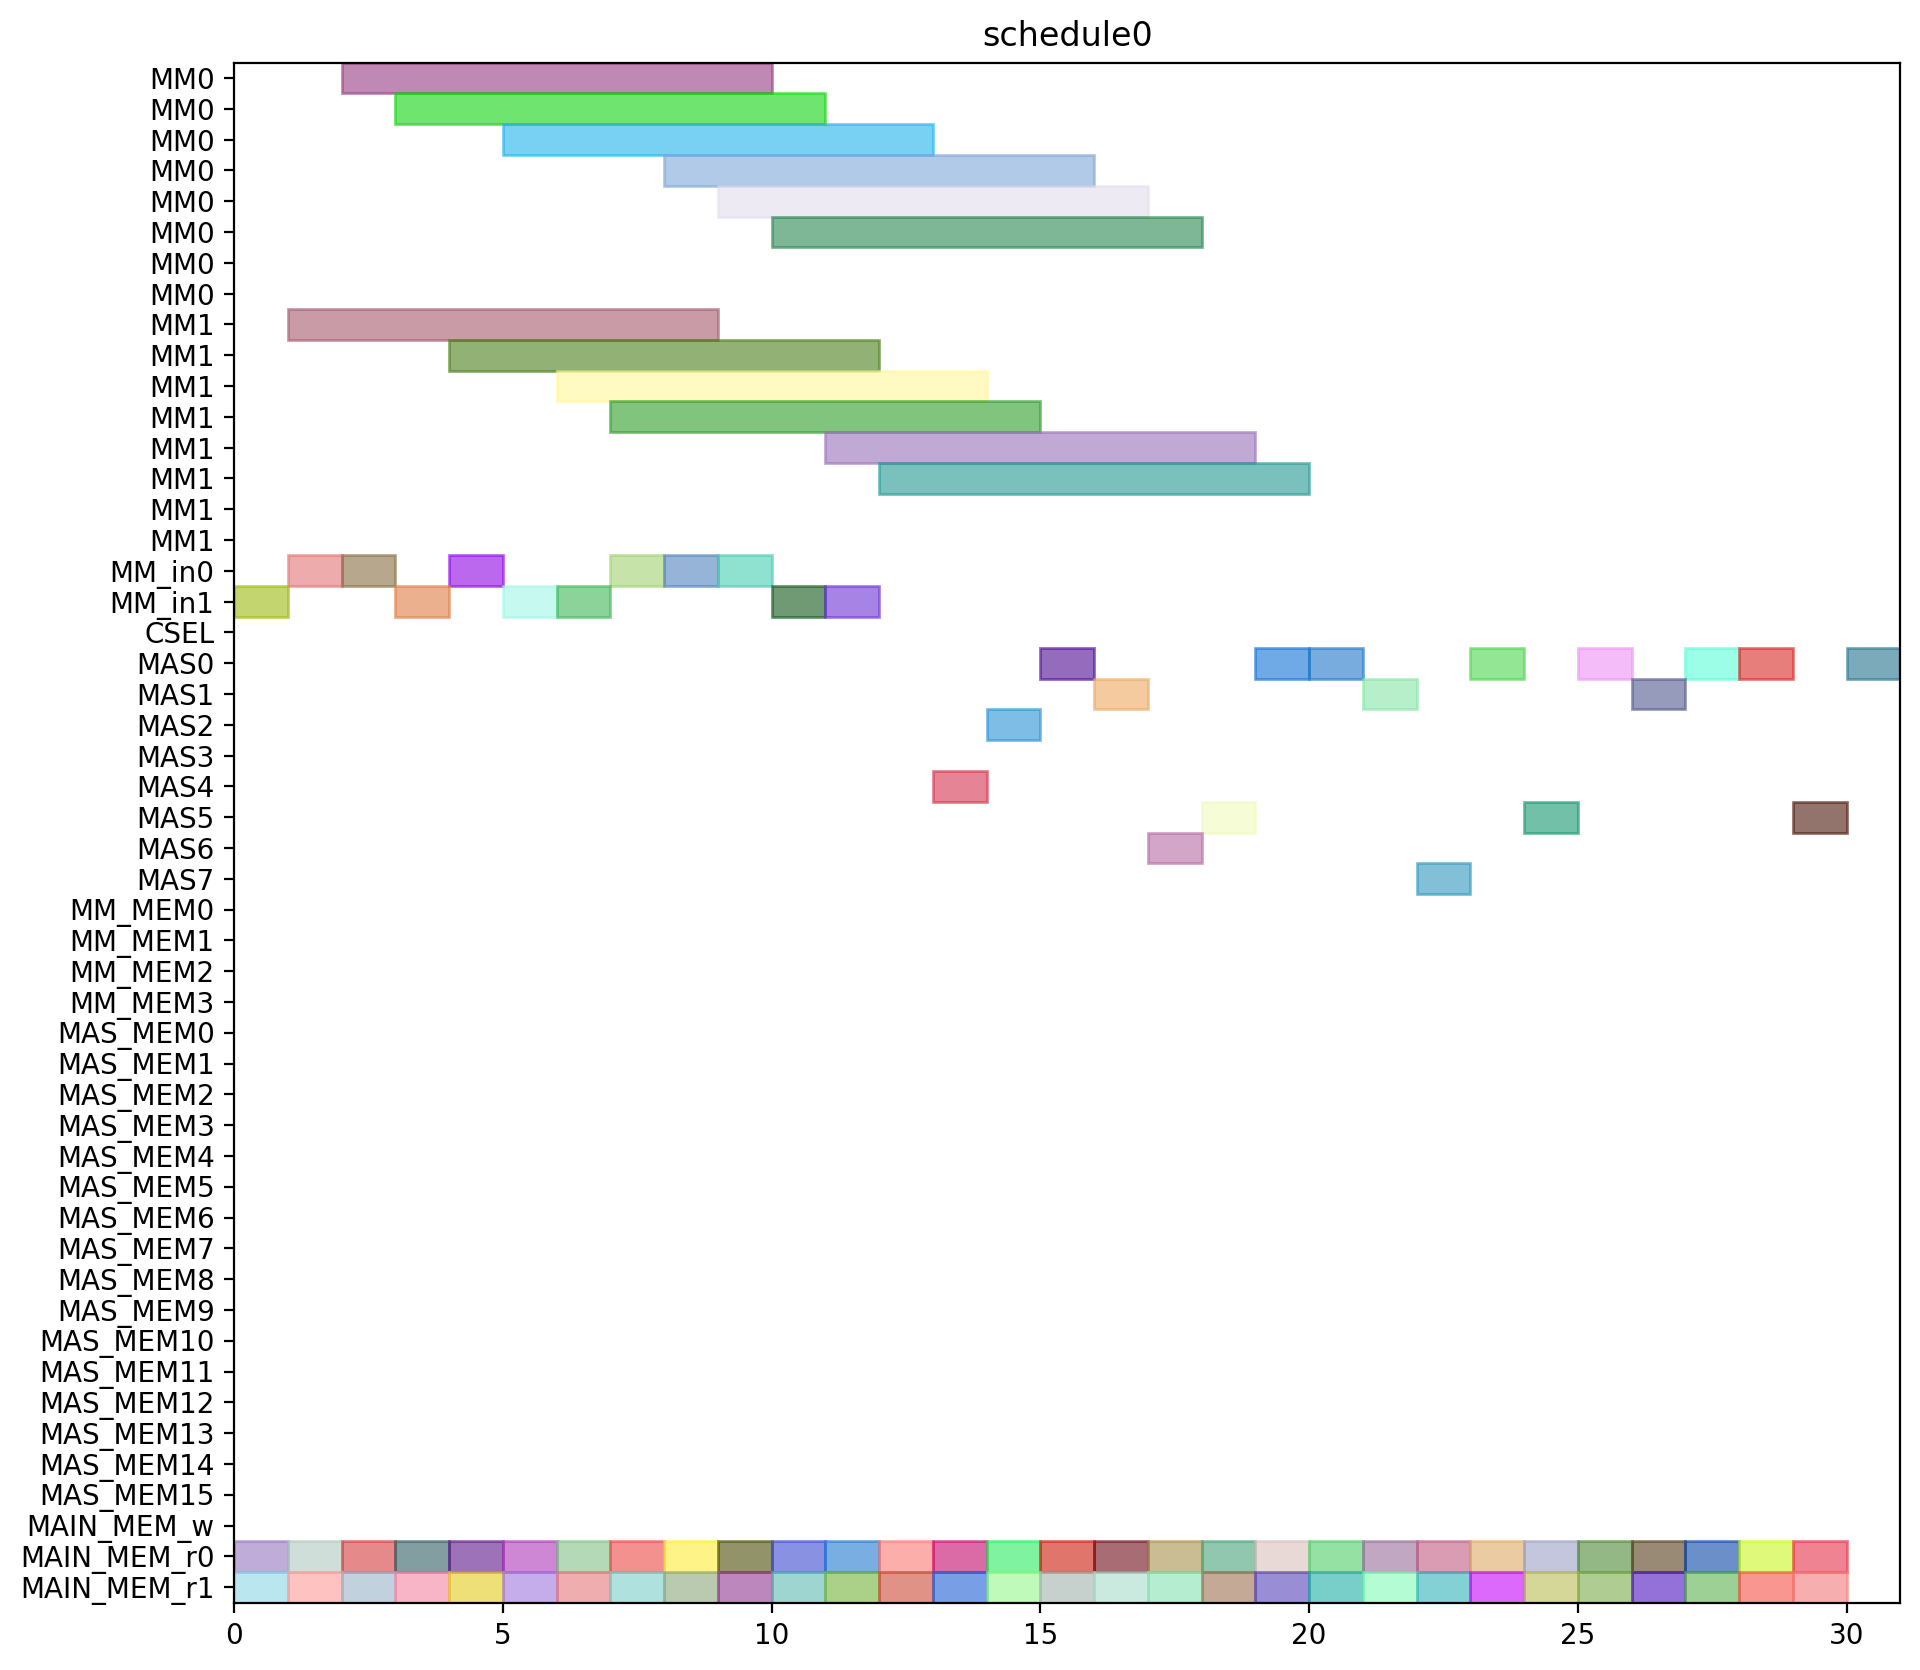 schedule0
MM0
MM0
MM0
MM0
MM0
MM0
MM0
MM0
MM1
MM1
MM1
MM1
MM1
MM1
MM1
MM1
MM_in0
MM_in1
CSEL
MAS0
MAS1
MAS2
MAS3
MAS4
MAS5
MAS6
MAS7
MM_MEM0
MM_MEM1
MM_MEM2
MM_MEM3
MAS_MEM0
MAS_MEM1
MAS_MEM2
MAS_MEM3
MAS_MEM4
MAS_MEM5
MAS_MEM6
MAS_MEM7
MAS_MEM8
MAS_MEM9
MAS_MEM10
MAS_MEM11
MAS_MEM12
MAS_MEM13
MAS_MEM14
MAS_MEM15
MAIN_MEM_w
MAIN_MEM_r0
MAIN_MEM_r1
0 5 10 15 20 25 30